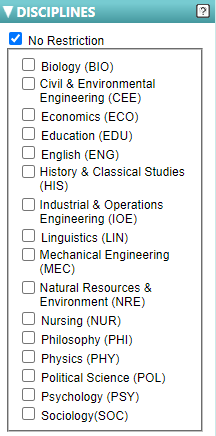 DISCIPLINES ?
No Restriction
Biology (BIO)
Civil & Environmental
Engineering (CEE)
Economics (ECO)
Education (EDU)
English (ENG)
History & Classical Studies
(HIS)
Industrial & Operations
Engineering (IOE)
Linguistics (LIN)
Mechanical Engineering
(MEC)
Natural Resources &
Environment (NRE)
Nursing (NUR)
Philosophy (PHI)
Physics (PHY)
Political Science (POL)
Psychology (PSY)
Sociology(SOC)